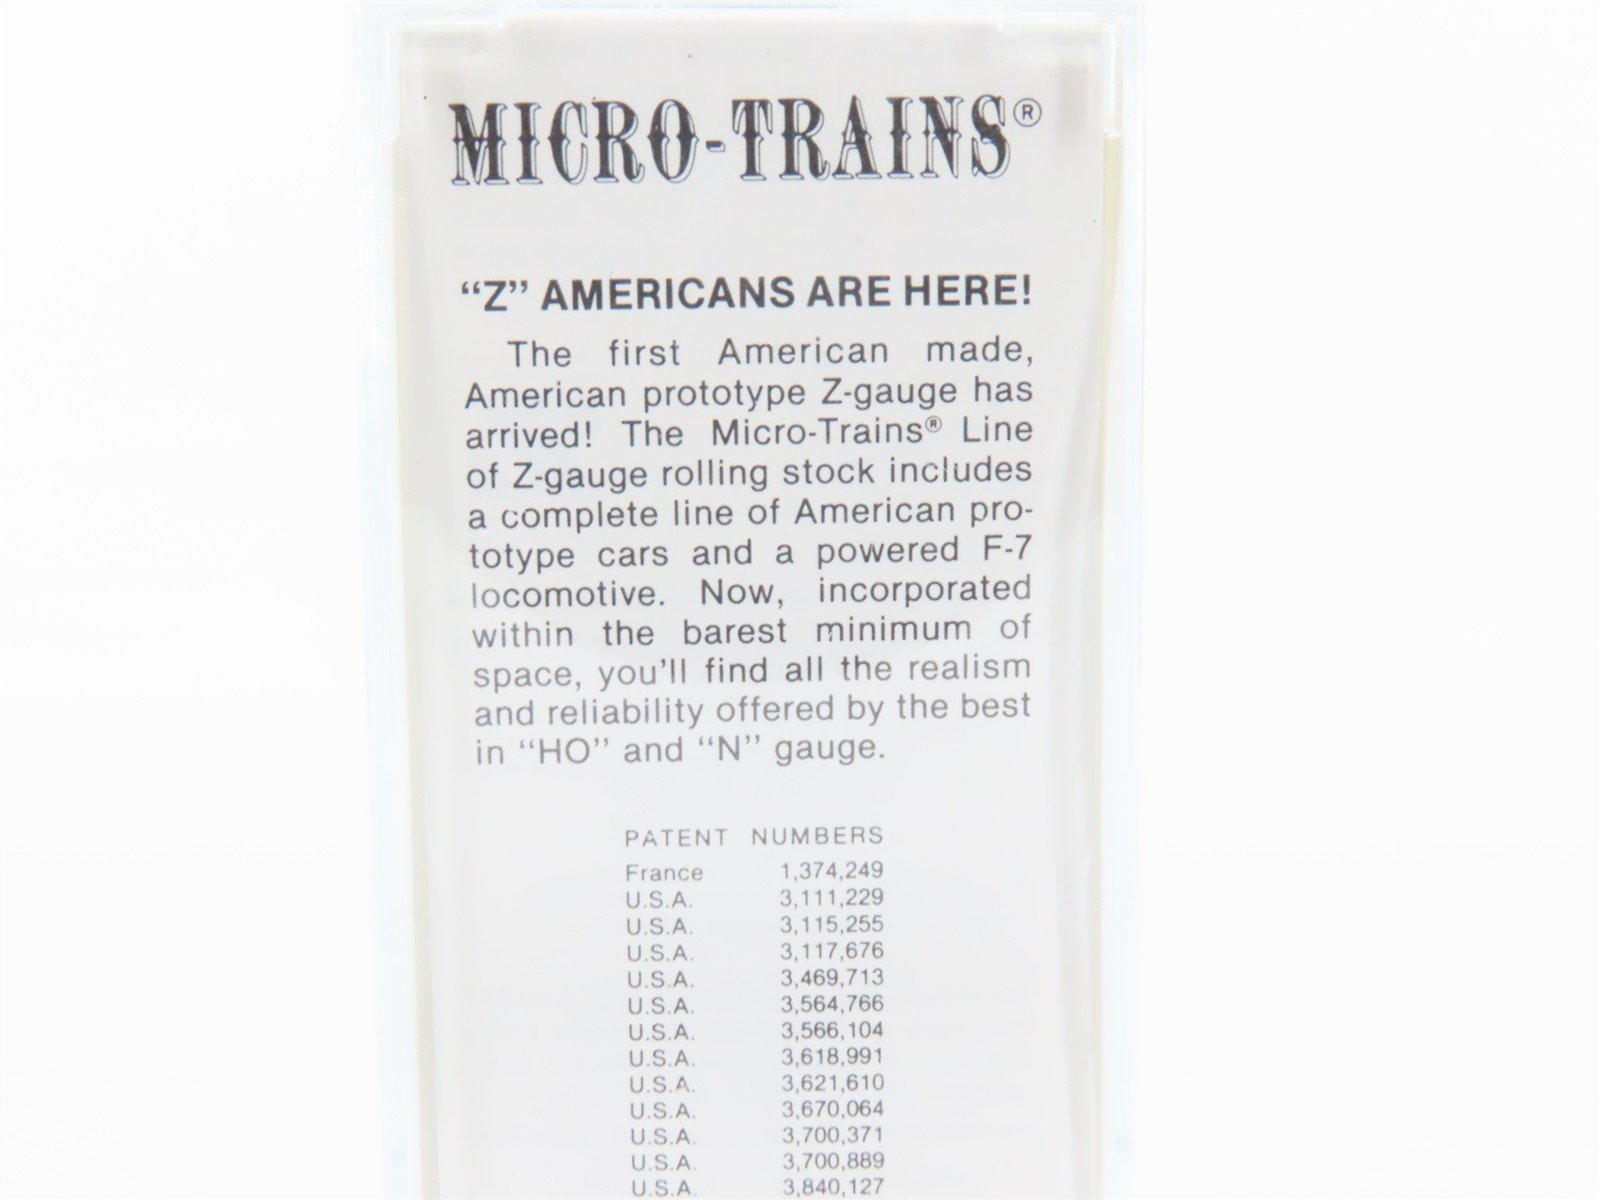 MICRO-TRAINS®
“Z” AMERICANS ARE HERE!
The first American made,
American prototype Z-gauge has
arrived! The Micro-Trains® Line
of Z-gauge rolling stock includes
a complete line of American pro-
totype cars and a powered F-7
locomotive. Now, incorporated
within the barest minimum of
space, you'll find all the realism
and reliability offered by the best
in “HO” and “N” gauge.
PATENT NUMBERS
France 1,374,249
U.S.A. 3,111,229
U.S.A. 3,115,255
U.S.A. 3,117,676
U.S.A. 3,469,713
U.S.A. 3,564,766
U.S.A. 3,566,104
U.S.A. 3,618,991
U.S.A. 3,621,610
U.S.A. 3,670,064
U.S.A. 3,700,371
U.S.A. 3,700,889
U.S.A. 3,840,127